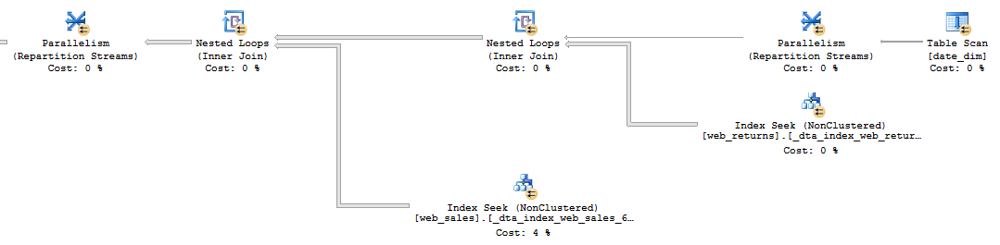 Parallelism
(Repartition Streams)
Cost: 0 %
Nested Loops
(Inner Join)
Cost: 0 %
Nested Loops
(Inner Join)
Cost: 0 %
Parallelism
(Repartition Streams)
Cost: 0 %
Table Scan
[date_dim]
Cost: 0 %
Index Seek (NonClustered)
[web_returns].[_dta_index_web_retur…
Cost: 0 %
Index Seek (NonClustered)
[web_sales].[_dta_index_web_sales_6…
Cost: 4 %